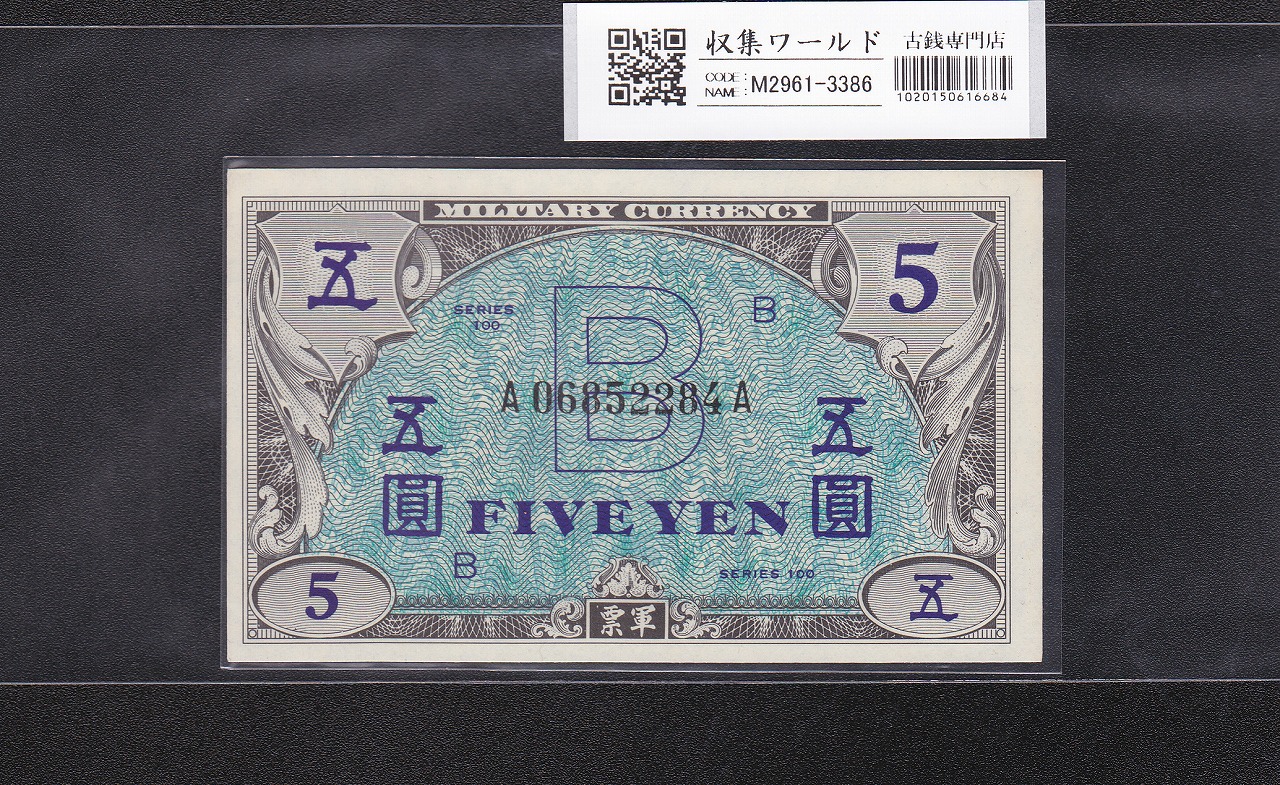 収集ワールド 古銭専門店
CODE:
NAME: M2961-3386
1020150616684
MILITARY CURRENCY
五 5
SERIES
100
B
B
A 06852284 A
五 五
圓 FIVE YEN 圓
B SERIES 100
5 票軍 五